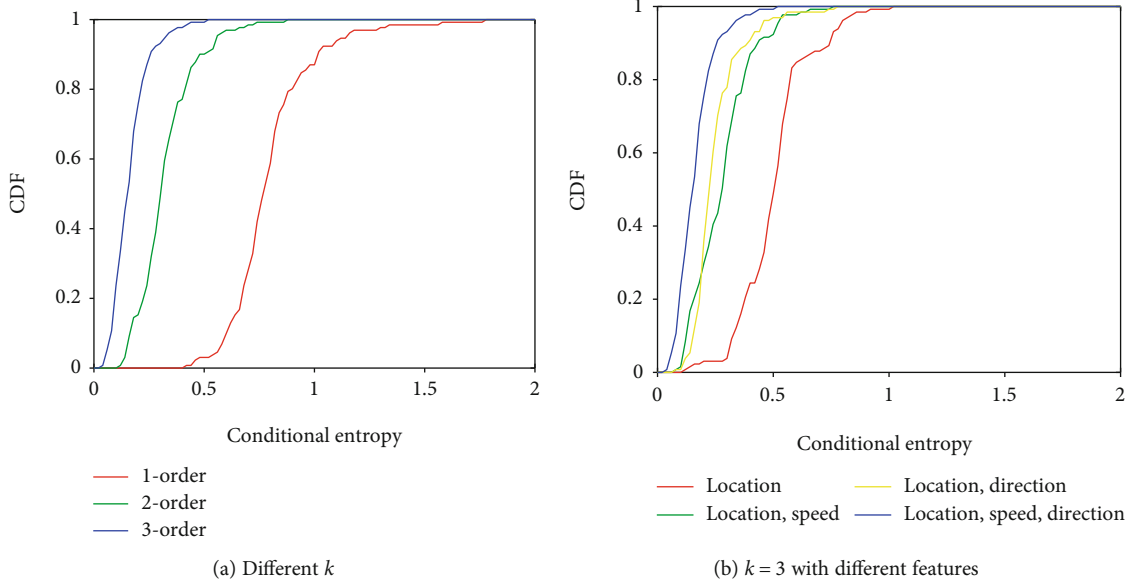 1
0.8
0.6
0.4
0.2
0
CDF
0
0.5
1
1.5
2
Conditional entropy
1-order
2-order
3-order
(a) Different k
1
0.8
0.6
0.4
0.2
0
CDF
0
0.5
1
1.5
2
Conditional entropy
Location
Location, direction
Location, speed
Location, speed, direction
(b) k = 3 with different features